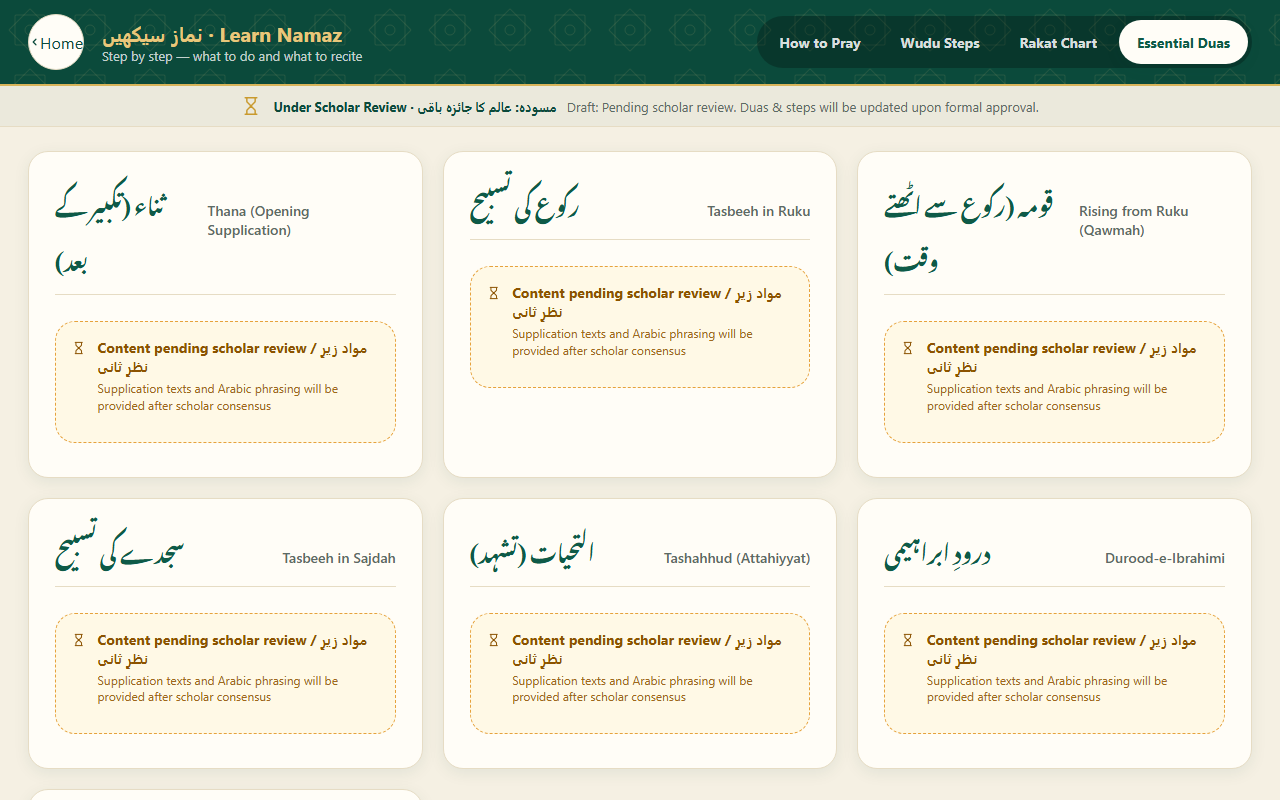 ‹ Home
نماز سیکھیں · Learn Namaz
Step by step — what to do and what to recite
How to Pray
Wudu Steps
Rakat Chart
Essential Duas
Under Scholar Review · مسودہ: عالم کا جائزہ باقی Draft: Pending scholar review. Duas & steps will be updated upon formal approval.
ثناء (تکبیر کے
بعد)
Thana (Opening
Supplication)
Content pending scholar review / مواد زیرِ
نظرِ ثانی
Supplication texts and Arabic phrasing will be
provided after scholar consensus
رکوع کی تسبیح
Tasbeeh in Ruku
Content pending scholar review / مواد زیرِ
نظرِ ثانی
Supplication texts and Arabic phrasing will be
provided after scholar consensus
قومہ (رکوع سے اٹھتے
وقت)
Rising from Ruku
(Qawmah)
Content pending scholar review / مواد زیرِ
نظرِ ثانی
Supplication texts and Arabic phrasing will be
provided after scholar consensus
سجدے کی تسبیح
Tasbeeh in Sajdah
Content pending scholar review / مواد زیرِ
نظرِ ثانی
Supplication texts and Arabic phrasing will be
provided after scholar consensus
التحیات (تشہد)
Tashahhud (Attahiyyat)
Content pending scholar review / مواد زیرِ
نظرِ ثانی
Supplication texts and Arabic phrasing will be
provided after scholar consensus
درودِ ابراہیمی
Durood-e-Ibrahimi
Content pending scholar review / مواد زیرِ
نظرِ ثانی
Supplication texts and Arabic phrasing will be
provided after scholar consensus